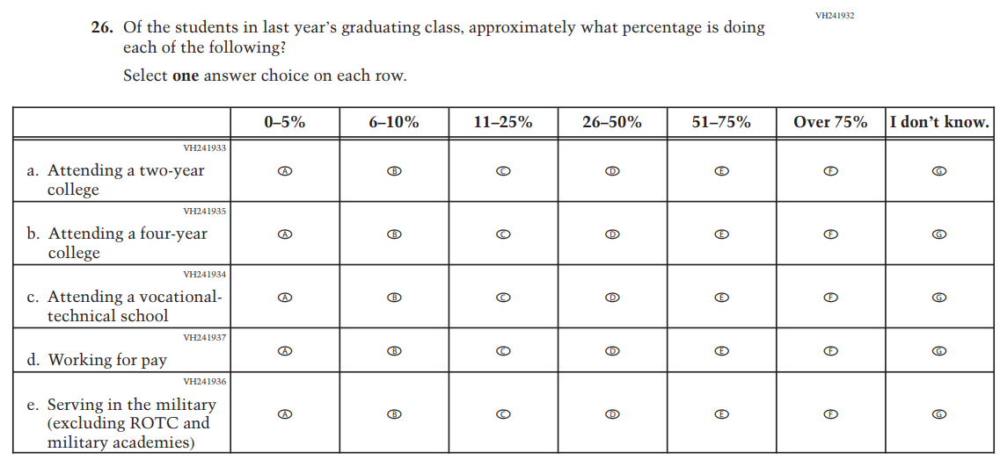 VH241932
26. Of the students in last year’s graduating class, approximately what percentage is doing
each of the following?
Select one answer choice on each row.
0–5% 6–10% 11–25% 26–50% 51–75% Over 75% I don’t know.
VH241933
a. Attending a two-year
college
A B C D E F G
VH241935
b. Attending a four-year
college
A B C D E F G
VH241934
c. Attending a vocational-
technical school
A B C D E F G
VH241937
d. Working for pay
A B C D E F G
VH241936
e. Serving in the military
(excluding ROTC and
military academies)
A B C D E F G